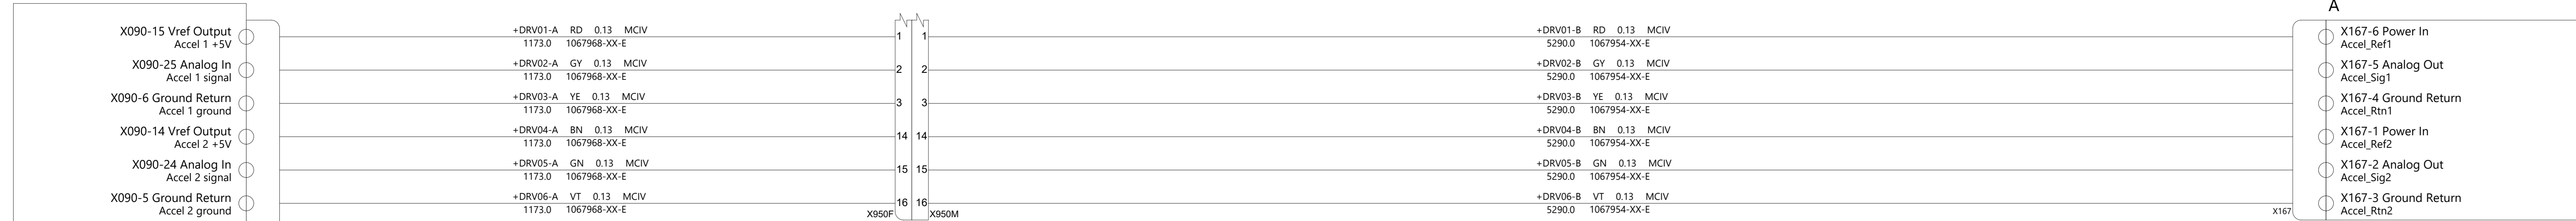 A
X090-15 Vref Output
Accel 1 +5V
+DRV01-A RD 0.13 MCIV
1173.0 1067968-XX-E
1 1
+DRV01-B RD 0.13 MCIV
5290.0 1067954-XX-E
X167-6 Power In
Accel_Ref1
X090-25 Analog In
Accel 1 signal
+DRV02-A GY 0.13 MCIV
1173.0 1067968-XX-E
2 2
+DRV02-B GY 0.13 MCIV
5290.0 1067954-XX-E
X167-5 Analog Out
Accel_Sig1
X090-6 Ground Return
Accel 1 ground
+DRV03-A YE 0.13 MCIV
1173.0 1067968-XX-E
3 3
+DRV03-B YE 0.13 MCIV
5290.0 1067954-XX-E
X167-4 Ground Return
Accel_Rtn1
X090-14 Vref Output
Accel 2 +5V
+DRV04-A BN 0.13 MCIV
1173.0 1067968-XX-E
14 14
+DRV04-B BN 0.13 MCIV
5290.0 1067954-XX-E
X167-1 Power In
Accel_Ref2
X090-24 Analog In
Accel 2 signal
+DRV05-A GN 0.13 MCIV
1173.0 1067968-XX-E
15 15
+DRV05-B GN 0.13 MCIV
5290.0 1067954-XX-E
X167-2 Analog Out
Accel_Sig2
X090-5 Ground Return
Accel 2 ground
+DRV06-A VT 0.13 MCIV
1173.0 1067968-XX-E
16 16
+DRV06-B VT 0.13 MCIV
5290.0 1067954-XX-E
X167-3 Ground Return
Accel_Rtn2
X950F X950M
X167